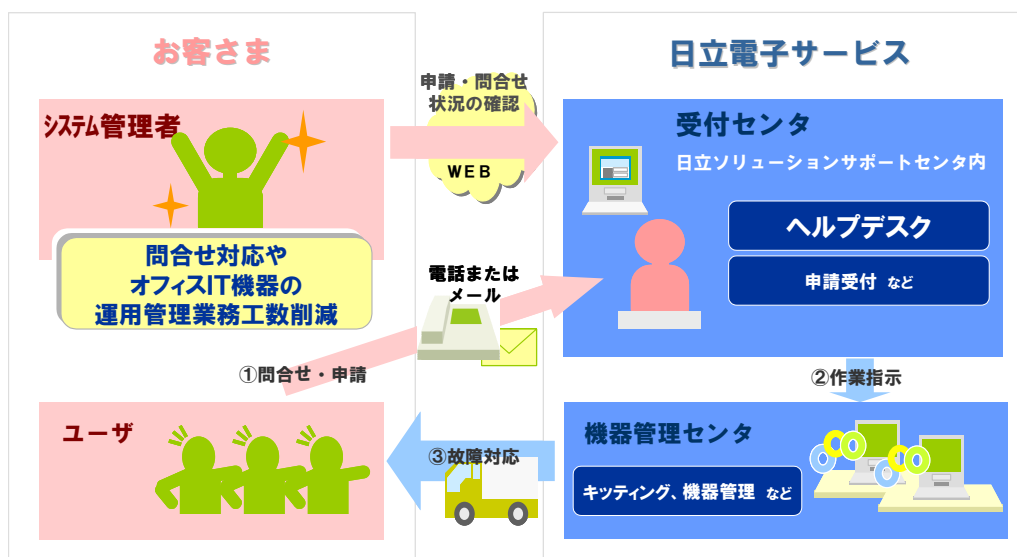 お客さま
システム管理者
問合せ対応や
オフィスIT機器の
運用管理業務工数削減
申請・問合せ
状況の確認
WEB
日立電子サービス
受付センタ
日立ソリューションサポートセンタ内
ヘルプデスク
申請受付 など
電話または
メール
①問合せ・申請
②作業指示
ユーザ
③故障対応
機器管理センタ
キッティング、機器管理 など